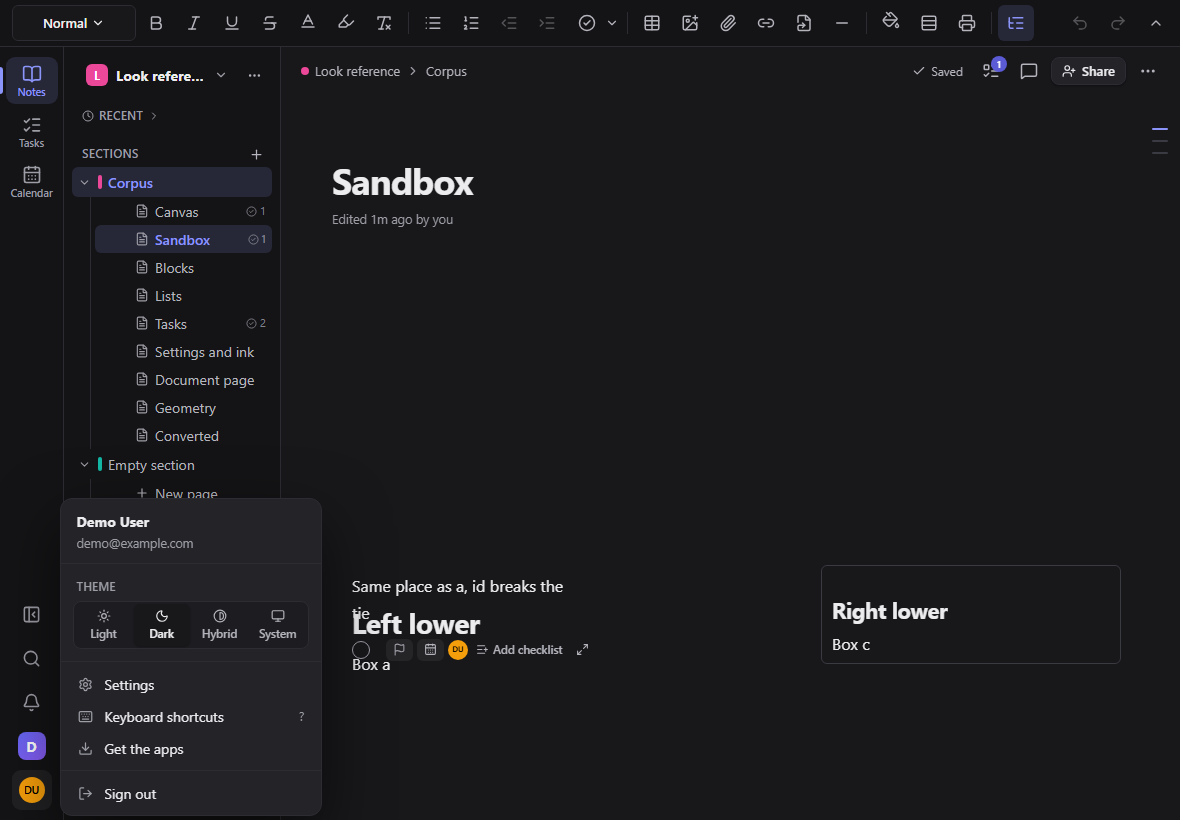 Normal
Notes
Tasks
Calendar
L
Look refere...
RECENT
SECTIONS
Corpus
Canvas 1
Sandbox 1
Blocks
Lists
Tasks 2
Settings and ink
Document page
Geometry
Converted
Empty section
New page
Demo User
demo@example.com
THEME
Light Dark Hybrid System
Settings
Keyboard shortcuts ?
Get the apps
Sign out
D
DU
Look reference > Corpus
Saved
1
Share
Sandbox
Edited 1m ago by you
Same place as a, id breaks the
tie
Left lower
DU Add checklist
Box a
Right lower
Box c